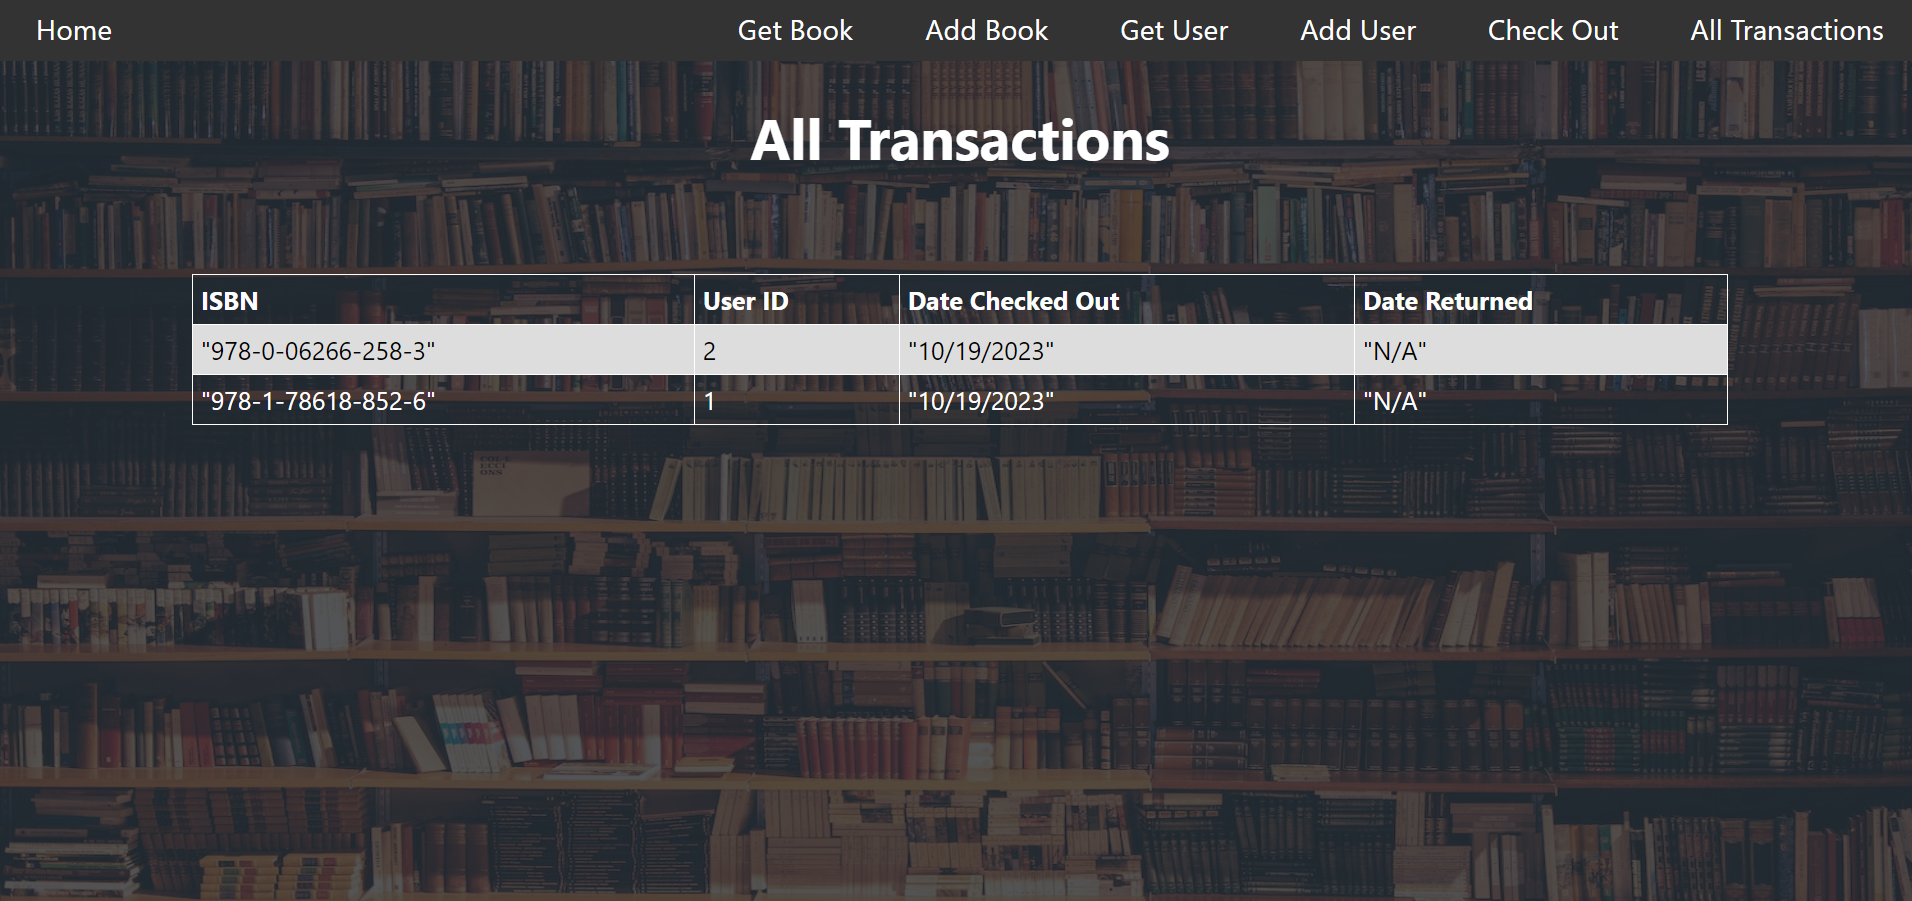 Home Get Book Add Book Get User Add User Check Out All Transactions
All Transactions
ISBN User ID Date Checked Out Date Returned
"978-0-06266-258-3" 2 "10/19/2023" "N/A"
"978-1-78618-852-6" 1 "10/19/2023" "N/A"